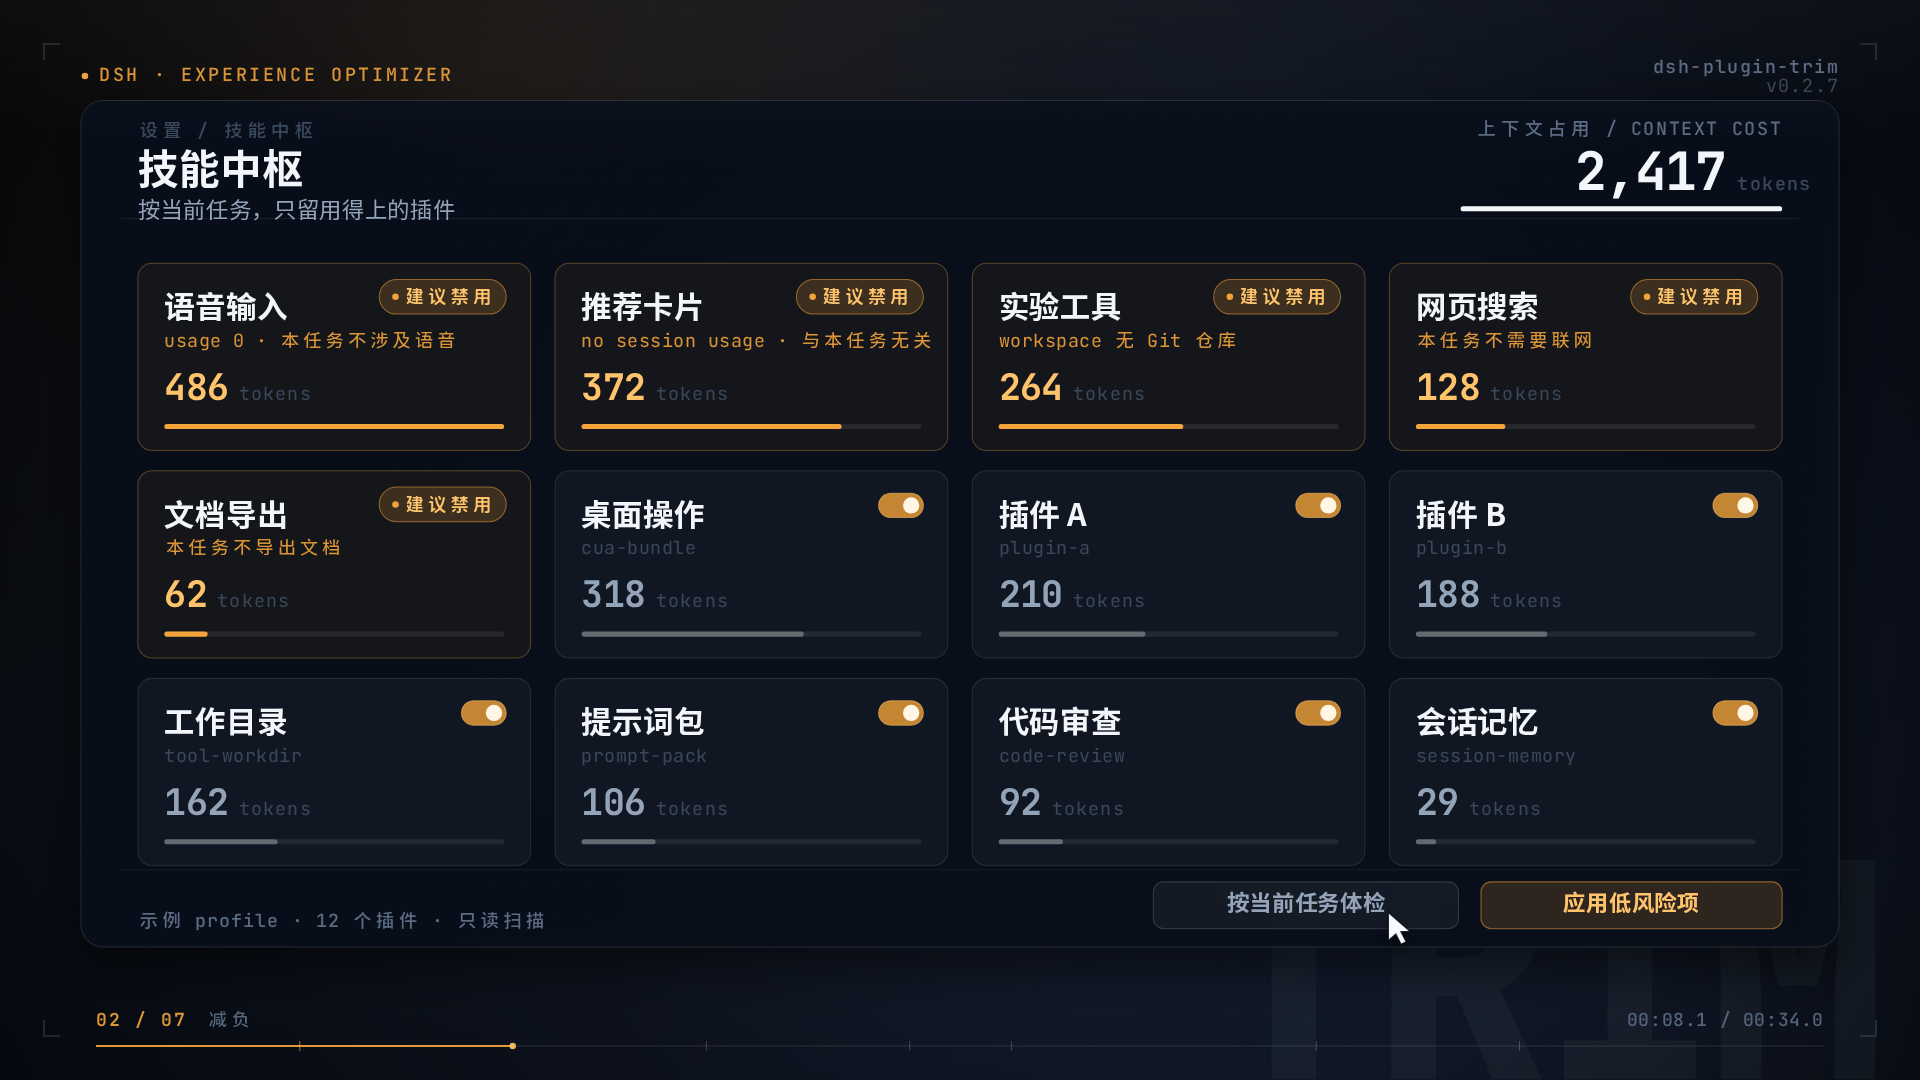 DSH · EXPERIENCE OPTIMIZER
dsh-plugin-trim
v0.2.7
设置 / 技能中枢
技能中枢
按当前任务，只留用得上的插件
上下文占用 / CONTEXT COST
2,417 tokens
语音输入
建议禁用
usage 0 · 本任务不涉及语音
486 tokens
推荐卡片
建议禁用
no session usage · 与本任务无关
372 tokens
实验工具
建议禁用
workspace 无 Git 仓库
264 tokens
网页搜索
建议禁用
本任务不需要联网
128 tokens
文档导出
建议禁用
本任务不导出文档
62 tokens
桌面操作
cua-bundle
318 tokens
插件 A
plugin-a
210 tokens
插件 B
plugin-b
188 tokens
工作目录
tool-workdir
162 tokens
提示词包
prompt-pack
106 tokens
代码审查
code-review
92 tokens
会话记忆
session-memory
29 tokens
示例 profile · 12 个插件 · 只读扫描
按当前任务体检
应用低风险项
TRIM
02 / 07 减负
00:08.1 / 00:34.0